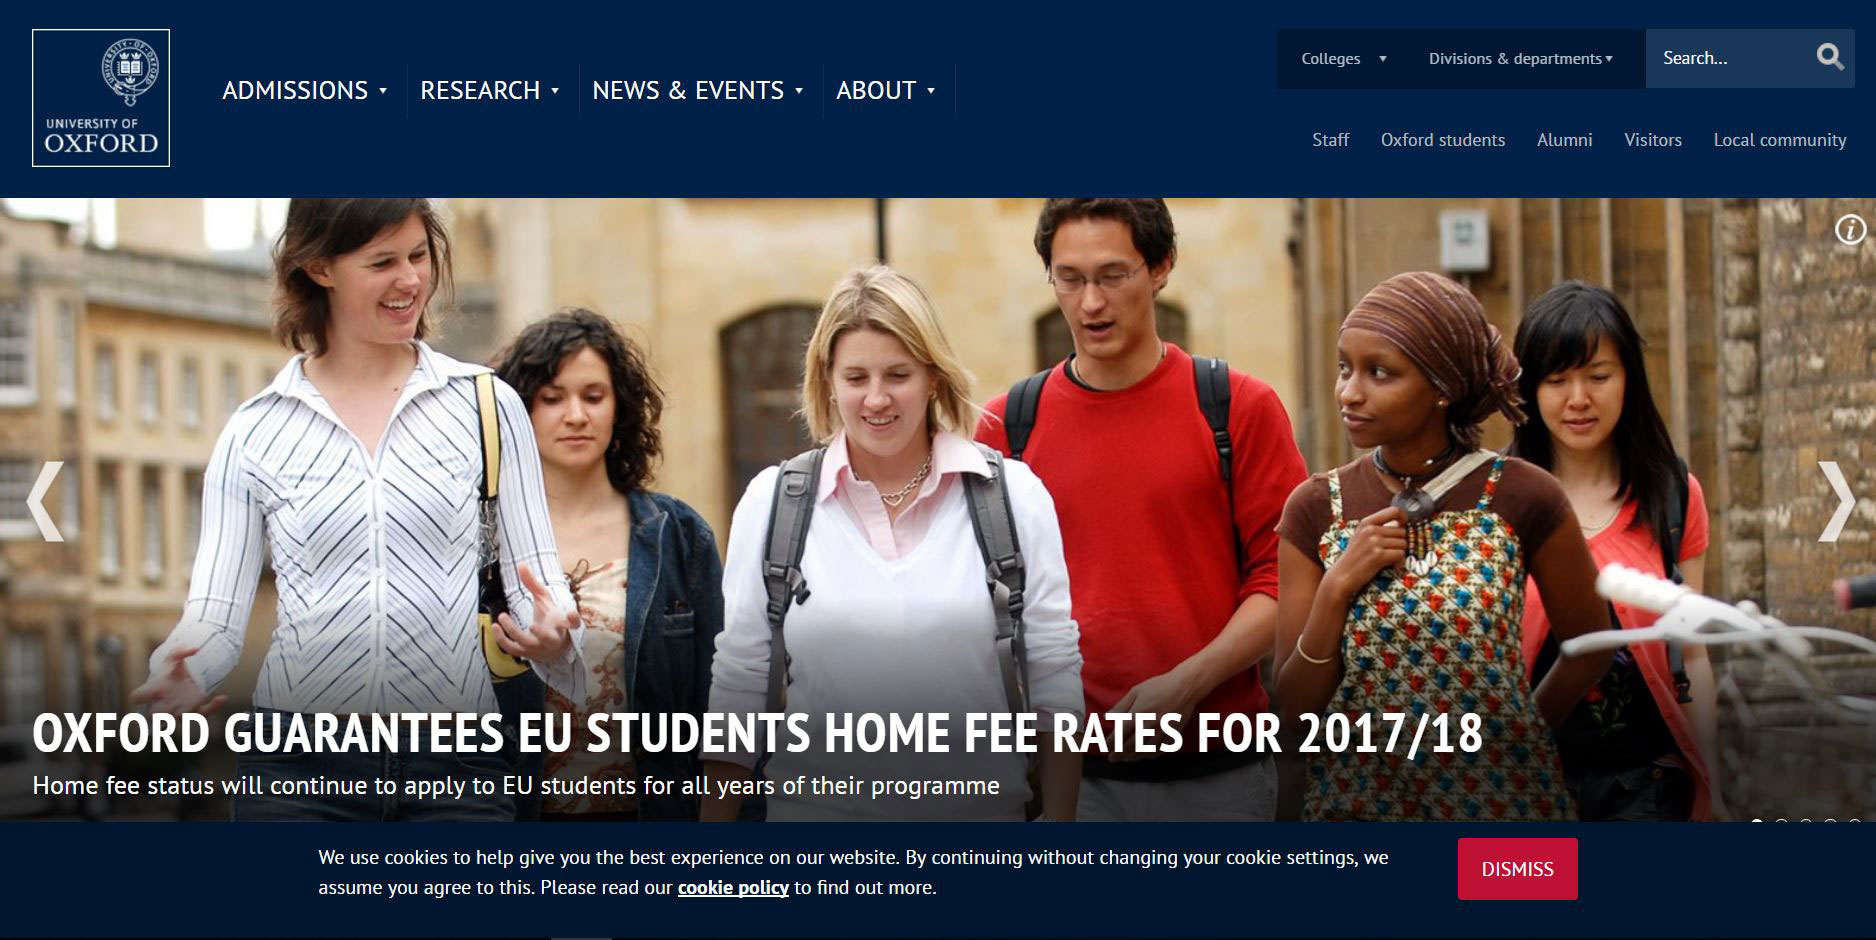 UNIVERSITY OF
OXFORD
ADMISSIONS
RESEARCH
NEWS & EVENTS
ABOUT
Colleges
Divisions & departments
Search...
Staff
Oxford students
Alumni
Visitors
Local community
i
OXFORD GUARANTEES EU STUDENTS HOME FEE RATES FOR 2017/18
Home fee status will continue to apply to EU students for all years of their programme
We use cookies to help give you the best experience on our website. By continuing without changing your cookie settings, we
assume you agree to this. Please read our cookie policy to find out more.
DISMISS